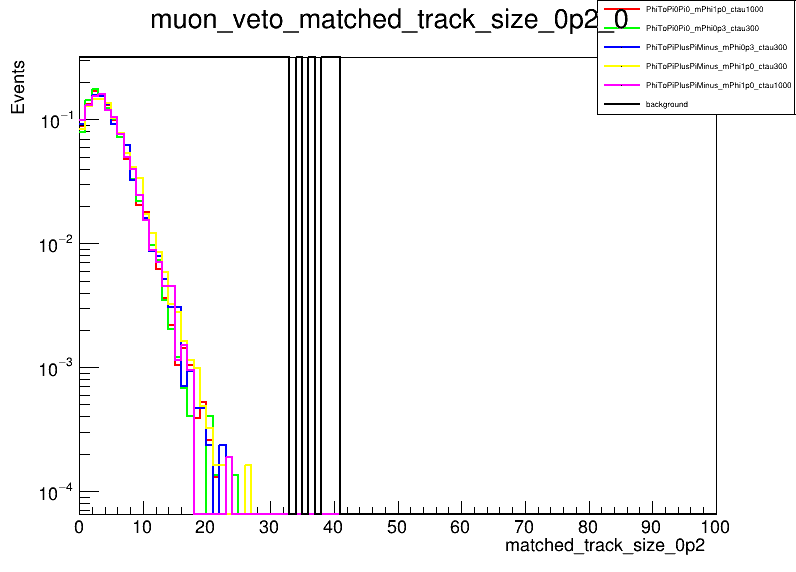 muon_veto_matched_track_size_0p2_0
PhiToPi0Pi0_mPhi1p0_ctau1000
PhiToPi0Pi0_mPhi0p3_ctau300
PhiToPiPlusPiMinus_mPhi0p3_ctau300
PhiToPiPlusPiMinus_mPhi1p0_ctau300
PhiToPiPlusPiMinus_mPhi1p0_ctau1000
background
Events
10⁻¹
10⁻²
10⁻³
10⁻⁴
0 10 20 30 40 50 60 70 80 90 100
matched_track_size_0p2